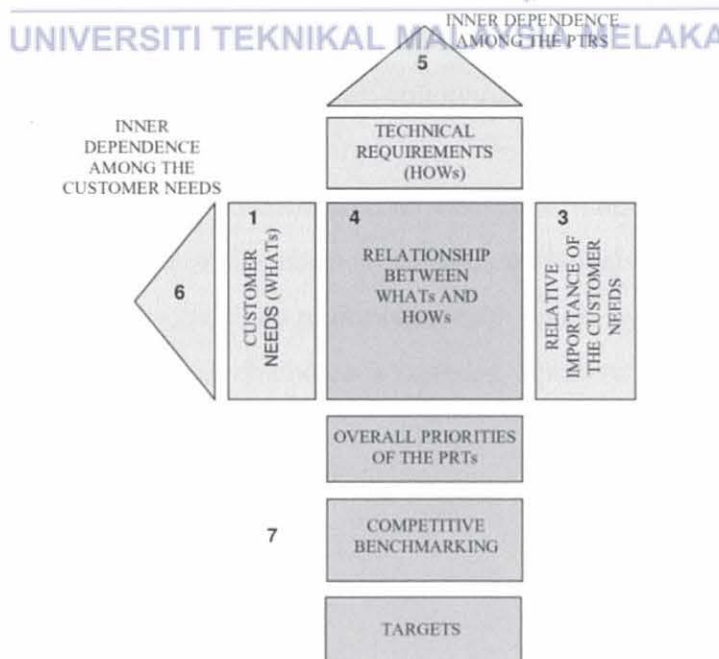 INNER DEPENDENCE
AMONG THE PTRS
UNIVERSITI TEKNIKAL MALAYSIA MELAKA
5
TECHNICAL
REQUIREMENTS
(HOWs)
INNER
DEPENDENCE
AMONG THE
CUSTOMER NEEDS
6
1
CUSTOMER
NEEDS (WHATs)
4
RELATIONSHIP
BETWEEN
WHATs AND
HOWs
3
RELATIVE
IMPORTANCE OF
THE CUSTOMER
NEEDS
OVERALL PRIORITIES
OF THE PRTs
7
COMPETITIVE
BENCHMARKING
TARGETS